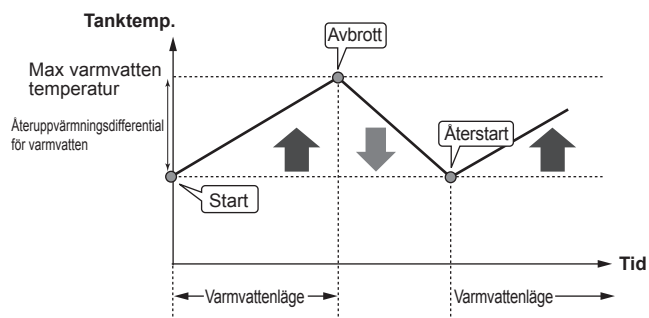 Tanktemp.
Avbrott
Max varmvatten
temperatur
Återuppvärmningsdifferential
för varmvatten
Återstart
Start
Tid
Varmvattenläge
Varmvattenläge